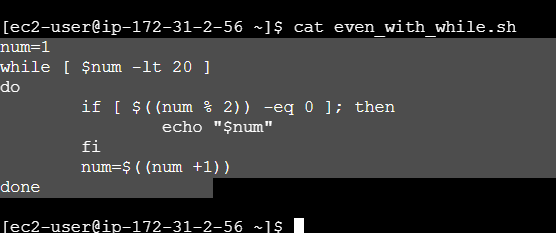 [ec2-user@ip-172-31-2-56 ~]$ cat even_with_while.sh
num=1
while [ $num -lt 20 ]
do
        if [ $((num % 2)) -eq 0 ]; then
                echo "$num"
        fi
        num=$((num +1))
done
[ec2-user@ip-172-31-2-56 ~]$